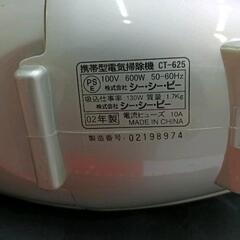 携帯型電気掃除機 CT-625
PS
E
100V 600W 50-60Hz
株式会社 シー・シー・ピー
吸込仕事率 130W 質量 1.7Kg
株式会社 シー・シー・ピー
02年製 電流ヒューズ 10A
MADE IN CHINA
製造番号: 02198974